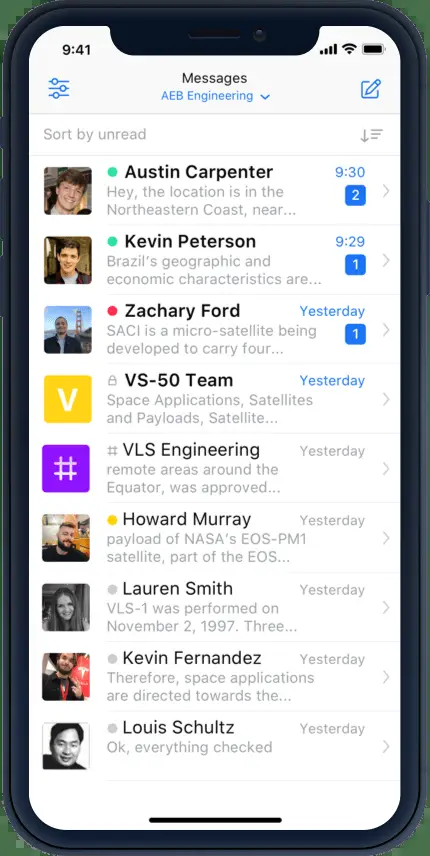 9:41
Messages
AEB Engineering
Sort by unread
Austin Carpenter 9:30
Hey, the location is in the 2
Northeastern Coast, near...
Kevin Peterson 9:29
Brazil's geographic and 1
economic characteristics are...
Zachary Ford Yesterday
SACI is a micro-satellite being 1
developed to carry four...
V VS-50 Team Yesterday
Space Applications, Satellites
and Payloads, Satellite...
# # VLS Engineering Yesterday
remote areas around the
Equator, was approved...
Howard Murray Yesterday
payload of NASA's EOS-PM1
satellite, part of the EOS...
Lauren Smith Yesterday
VLS-1 was performed on
November 2, 1997. Three...
Kevin Fernandez Yesterday
Therefore, space applications
are directed towards the...
Louis Schultz Yesterday
Ok, everything checked